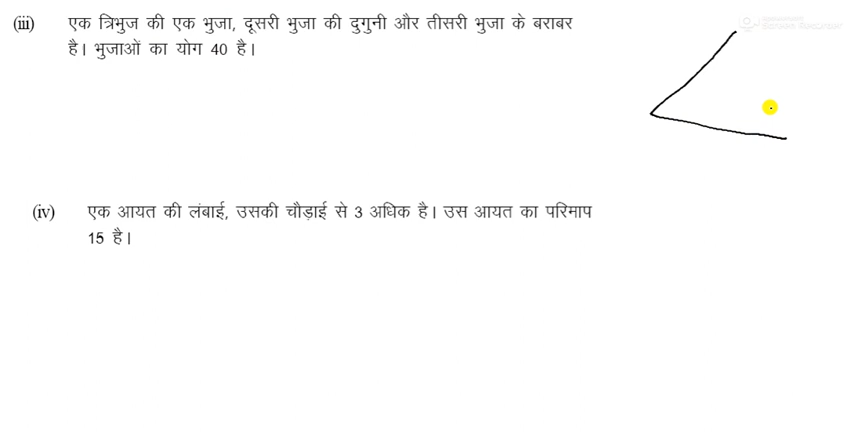 (iii) एक त्रिभुज की एक भुजा, दूसरी भुजा की दुगुनी और तीसरी भुजा के बराबर
है। भुजाओं का योग 40 है।
(iv) एक आयत की लंबाई, उसकी चौड़ाई से 3 अधिक है। उस आयत का परिमाप
15 है।